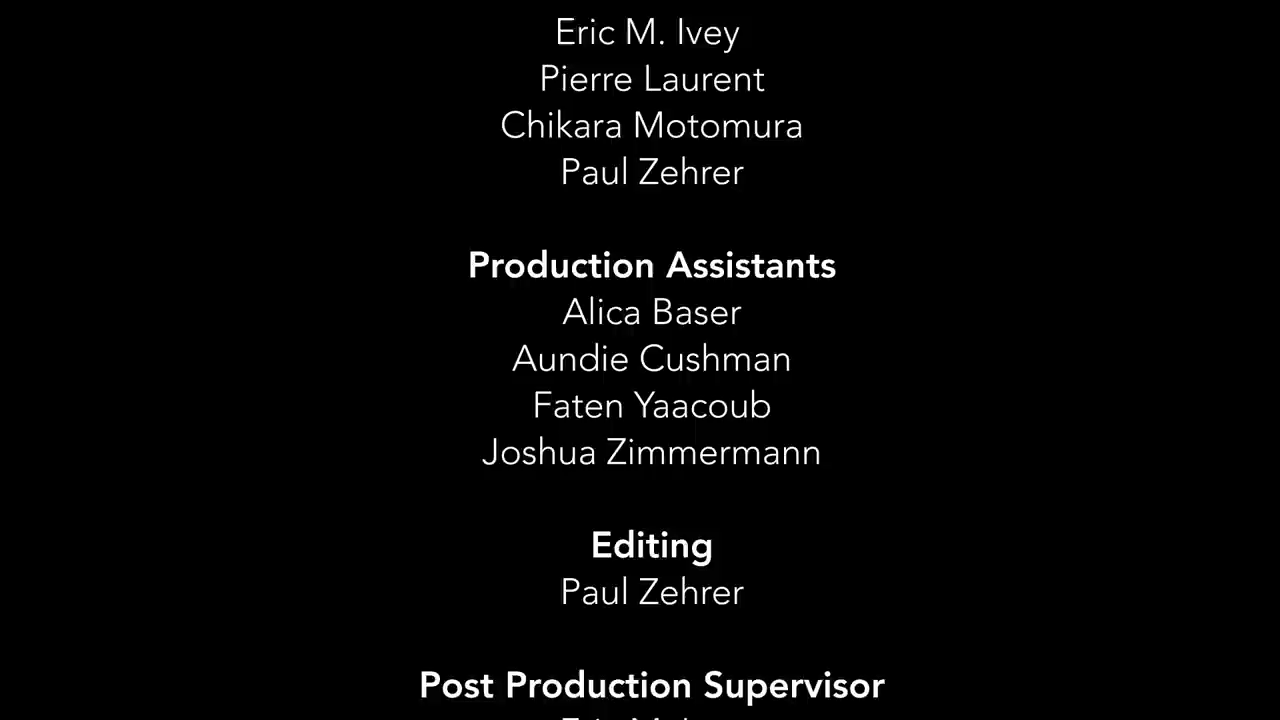 Eric M. Ivey
Pierre Laurent
Chikara Motomura
Paul Zehrer
Production Assistants
Alica Baser
Aundie Cushman
Faten Yaacoub
Joshua Zimmermann
Editing
Paul Zehrer
Post Production Supervisor